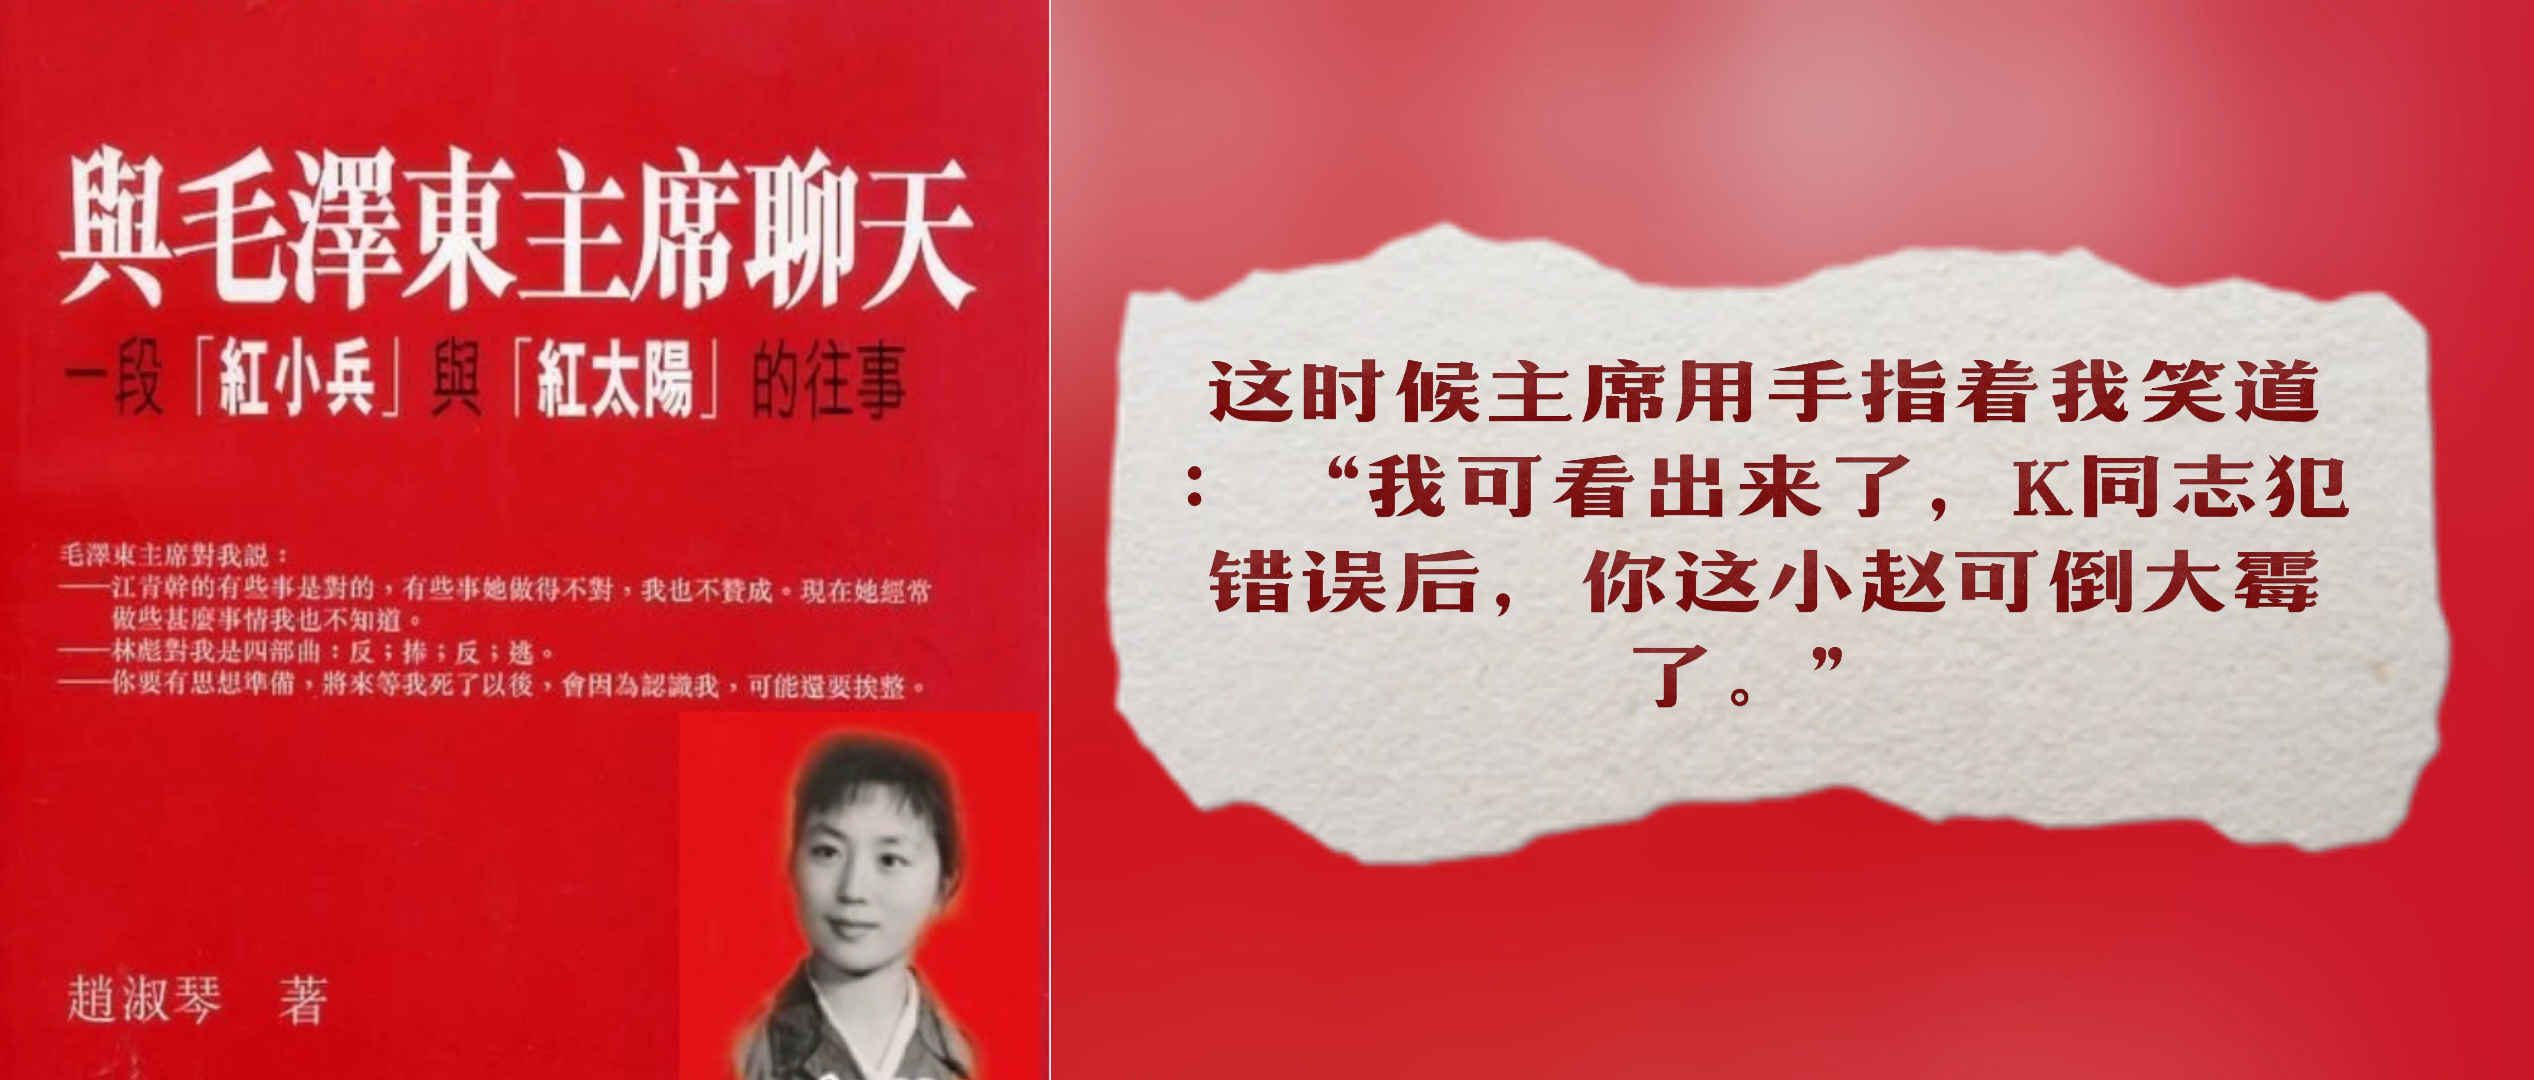 與毛澤東主席聊天
一段「紅小兵」與「紅太陽」的往事
毛澤東主席對我説：
——江青幹的有些事是對的，有些事她做得不對，我也不贊成。現在她經常
做些甚麼事情我也不知道。
——林彪對我是四部曲：反；捧；反；逃。
——你要有思想準備，將來等我死了以後，會因為認識我，可能還要挨整。
趙淑琴 著
这时候主席用手指着我笑道
：“我可看出来了，K同志犯
错误后，你这小赵可倒大霉
了。”